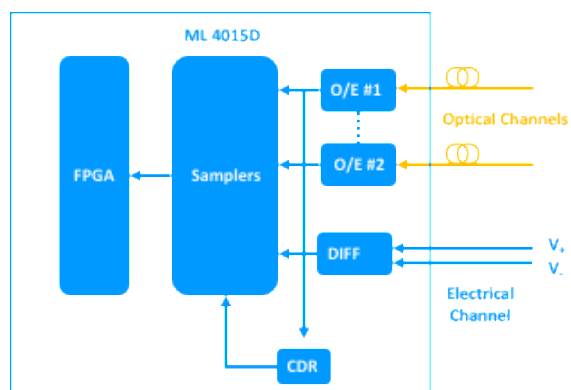 ML 4015D
FPGA
Samplers
O/E #1
O/E #2
DIFF
CDR
Optical Channels
V+
V-
Electrical
Channel